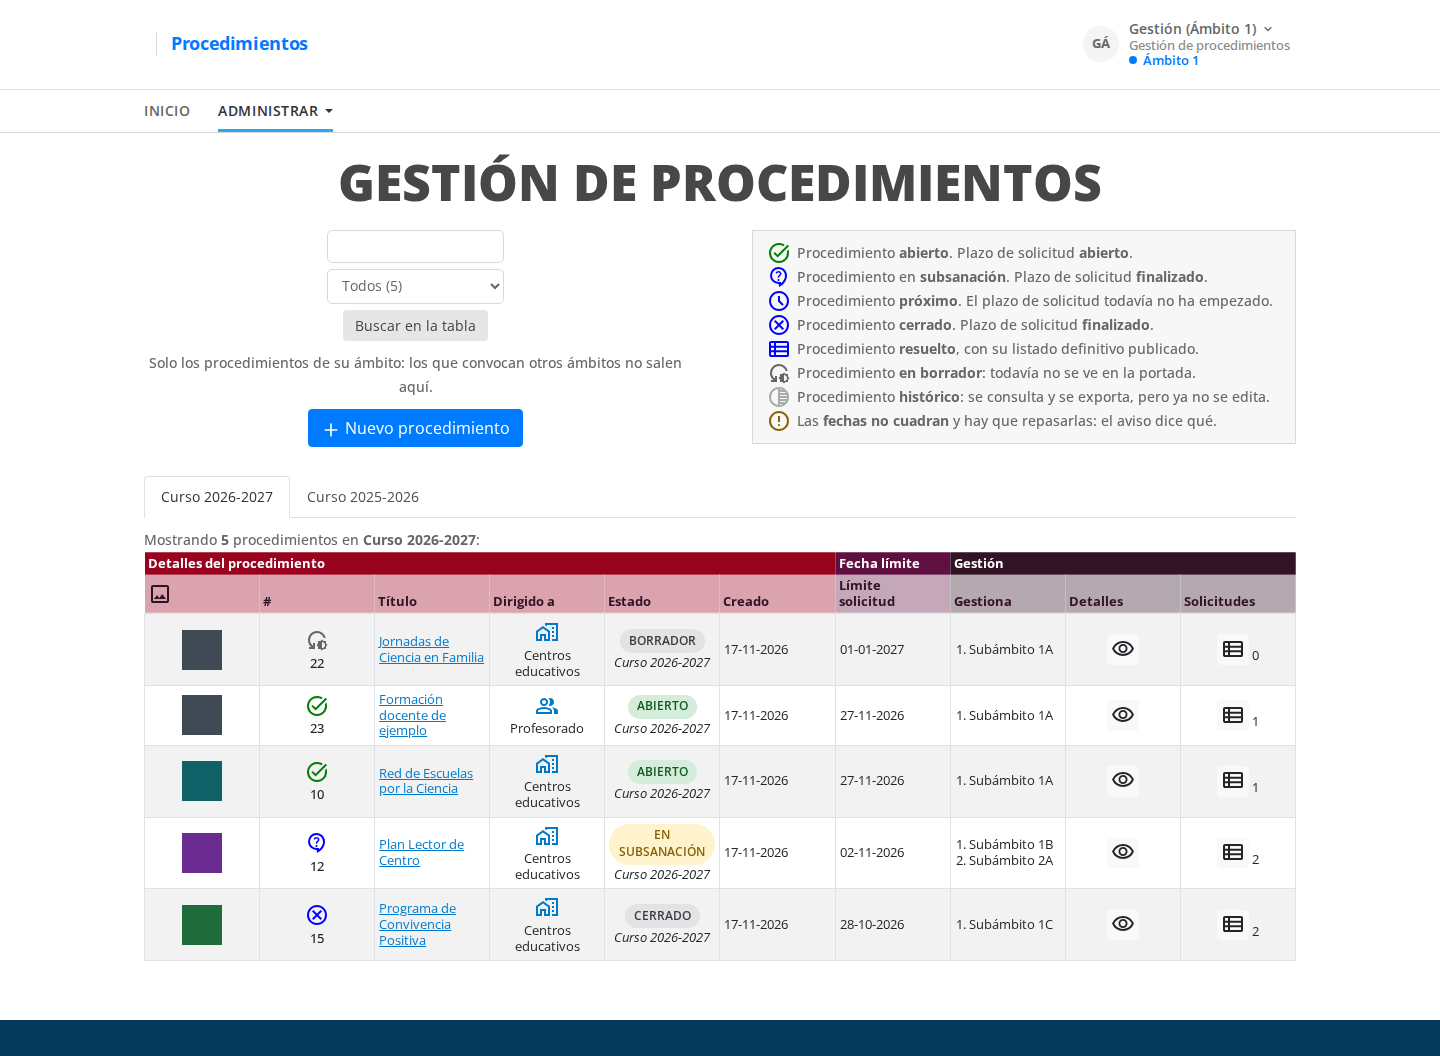 Procedimientos
GÁ
Gestión (Ámbito 1)
Gestión de procedimientos
Ámbito 1
INICIO
ADMINISTRAR
GESTIÓN DE PROCEDIMIENTOS
Todos (5)
Buscar en la tabla
Solo los procedimientos de su ámbito: los que convocan otros ámbitos no salen
aquí.
Nuevo procedimiento
Procedimiento abierto. Plazo de solicitud abierto.
Procedimiento en subsanación. Plazo de solicitud finalizado.
Procedimiento próximo. El plazo de solicitud todavía no ha empezado.
Procedimiento cerrado. Plazo de solicitud finalizado.
Procedimiento resuelto, con su listado definitivo publicado.
Procedimiento en borrador: todavía no se ve en la portada.
Procedimiento histórico: se consulta y se exporta, pero ya no se edita.
Las fechas no cuadran y hay que repasarlas: el aviso dice qué.
Curso 2026-2027
Curso 2025-2026
Mostrando 5 procedimientos en Curso 2026-2027:
Detalles del procedimiento
Fecha límite
Gestión
#
Título
Dirigido a
Estado
Creado
Límite
solicitud
Gestiona
Detalles
Solicitudes
22
Jornadas de
Ciencia en Familia
Centros
educativos
BORRADOR
Curso 2026-2027
17-11-2026
01-01-2027
1. Subámbito 1A
0
23
Formación
docente de
ejemplo
Profesorado
ABIERTO
Curso 2026-2027
17-11-2026
27-11-2026
1. Subámbito 1A
1
10
Red de Escuelas
por la Ciencia
Centros
educativos
ABIERTO
Curso 2026-2027
17-11-2026
27-11-2026
1. Subámbito 1A
1
12
Plan Lector de
Centro
Centros
educativos
EN
SUBSANACIÓN
Curso 2026-2027
17-11-2026
02-11-2026
1. Subámbito 1B
2. Subámbito 2A
2
15
Programa de
Convivencia
Positiva
Centros
educativos
CERRADO
Curso 2026-2027
17-11-2026
28-10-2026
1. Subámbito 1C
2